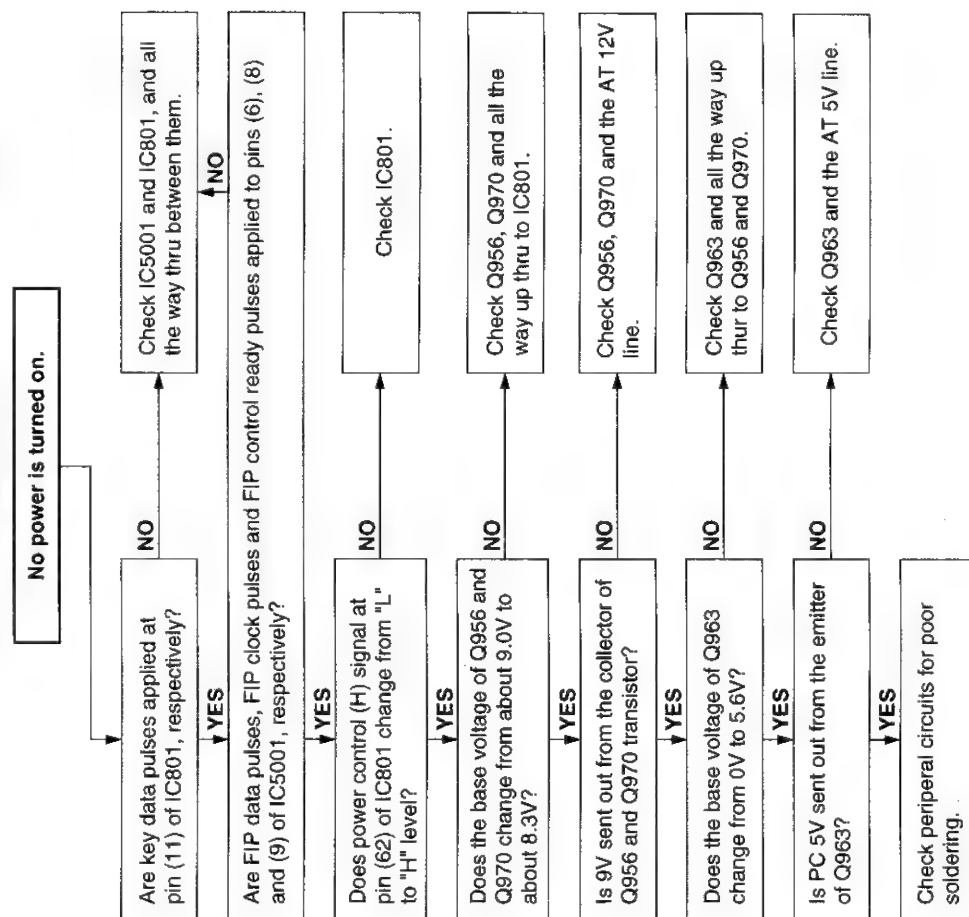 No power is turned on.
Are key data pulses applied at
pin (11) of IC801, respectively?
NO
Check IC5001 and IC801, and all
the way thru between them.
YES
NO
Are FIP data pulses, FIP clock pulses and FIP control ready pulses applied to pins (6), (8)
and (9) of IC5001, respectively?
YES
Does power control (H) signal at
pin (62) of IC801 change from "L"
to "H" level?
NO
Check IC801.
YES
Does the base voltage of Q956 and
Q970 change from about 9.0V to
about 8.3V?
NO
Check Q956, Q970 and all the
way up thru to IC801.
YES
Is 9V sent out from the collector of
Q956 and Q970 transistor?
NO
Check Q956, Q970 and the AT 12V
line.
YES
Does the base voltage of Q963
change from 0V to 5.6V?
NO
Check Q963 and all the way up
thur to Q956 and Q970.
YES
Is PC 5V sent out from the emitter
of Q963?
NO
Check Q963 and the AT 5V line.
YES
Check periperal circuits for poor
soldering.